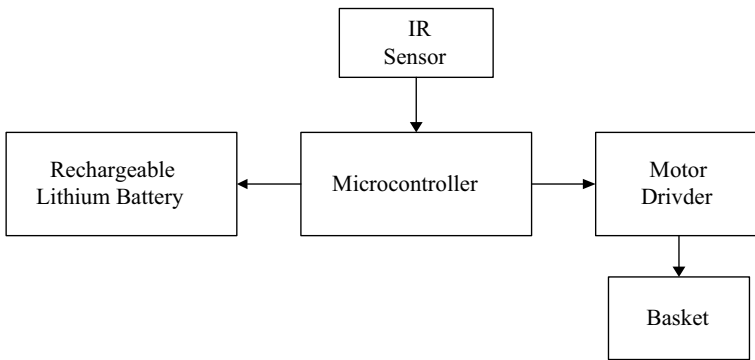 IR
Sensor
Rechargeable
Lithium Battery
Microcontroller
Motor
Drivder
Basket